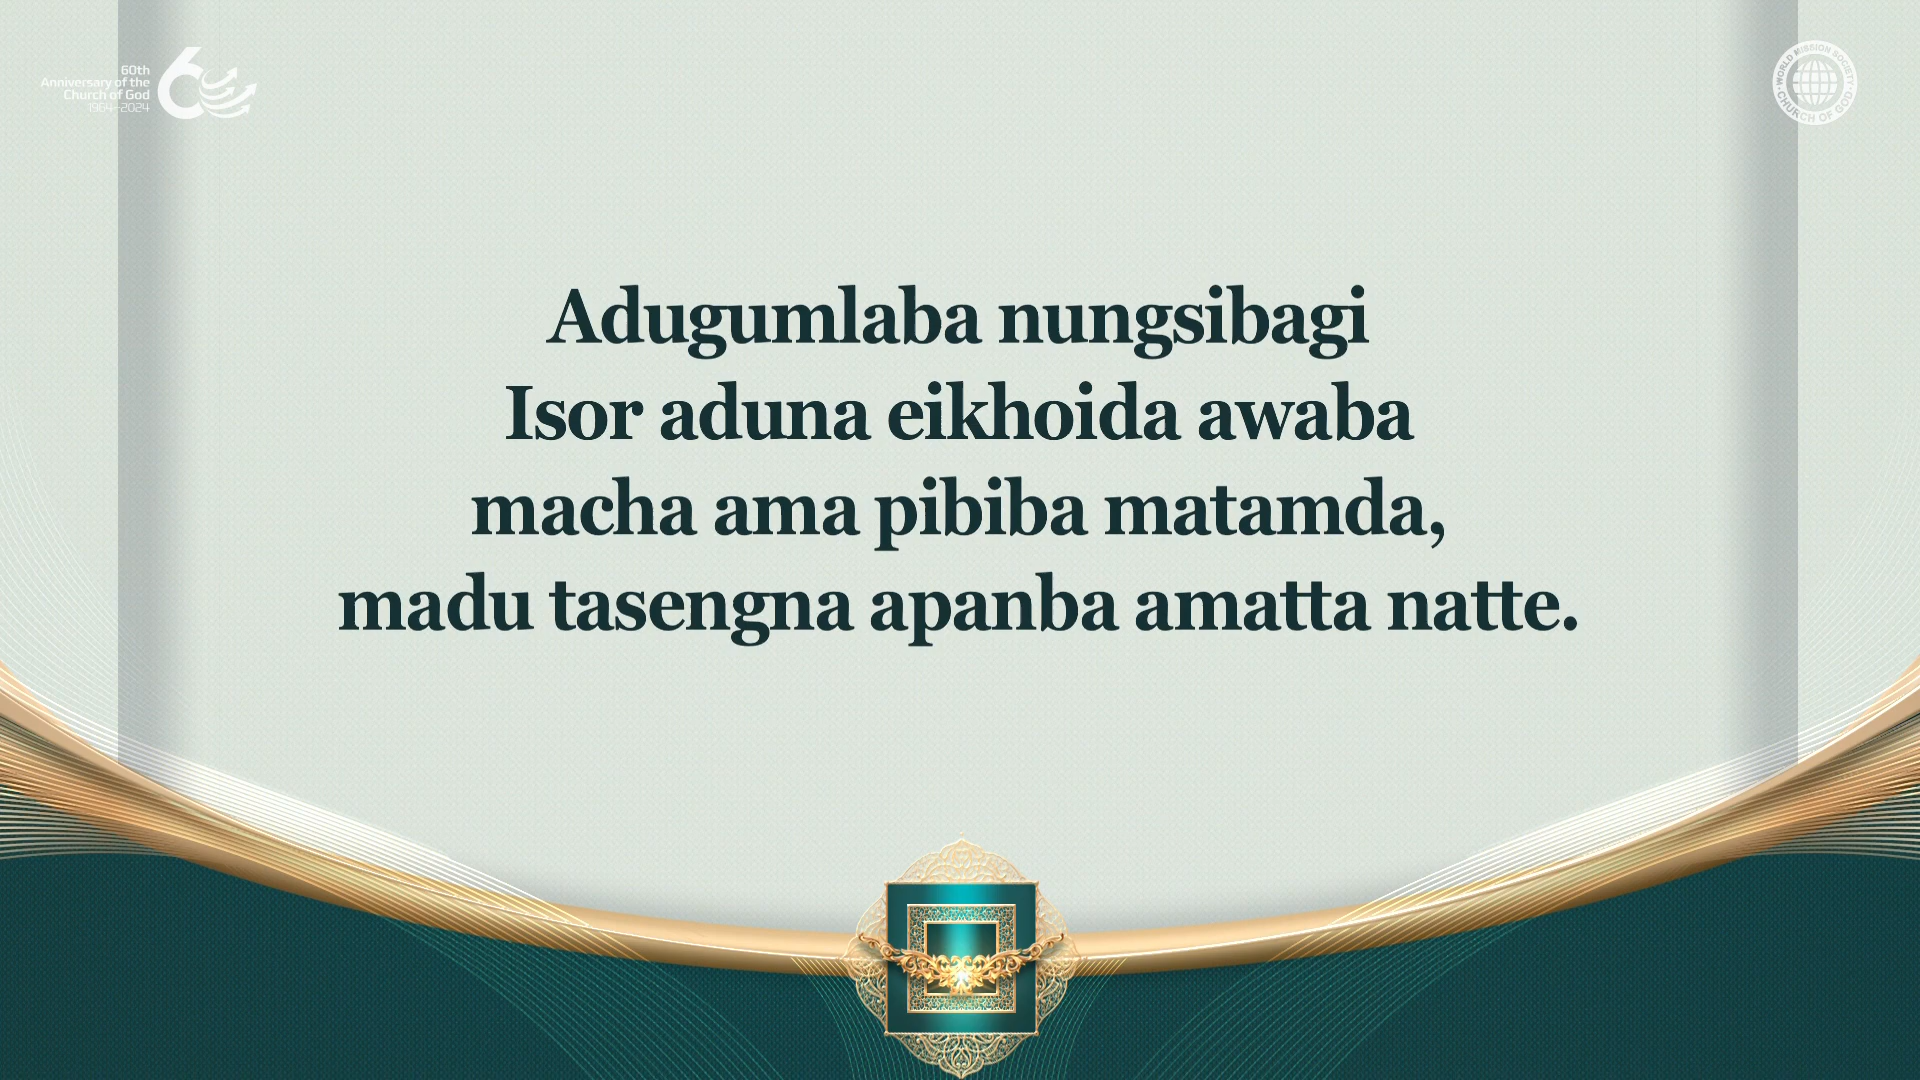 60th
Anniversary of the
Church of God
1964–2024
WORLD MISSION SOCIETY
CHURCH OF GOD
Adugumlaba nungsibagi
Isor aduna eikhoida awaba
macha ama pibiba matamda,
madu tasengna apanba amatta natte.